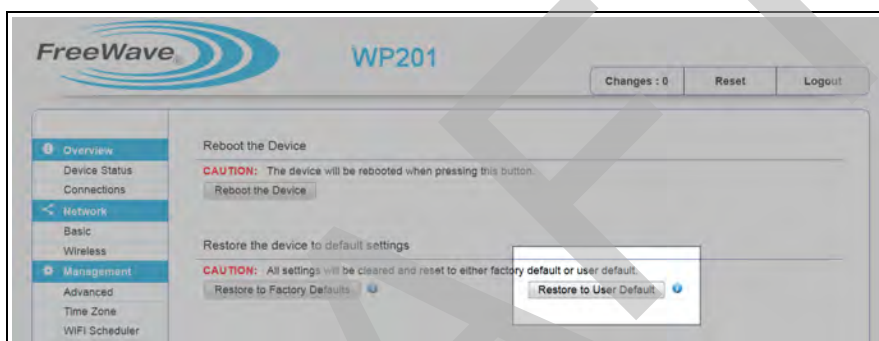 FreeWave
WP201
Changes : 0 Reset Logout
Overview
Device Status
Connections
Network
Basic
Wireless
Management
Advanced
Time Zone
WiFi Scheduler
Reboot the Device
CAUTION: The device will be rebooted when pressing this button.
Reboot the Device
Restore the device to default settings
CAUTION: All settings will be cleared and reset to either factory default or user default.
Restore to Factory Defaults Restore to User Default